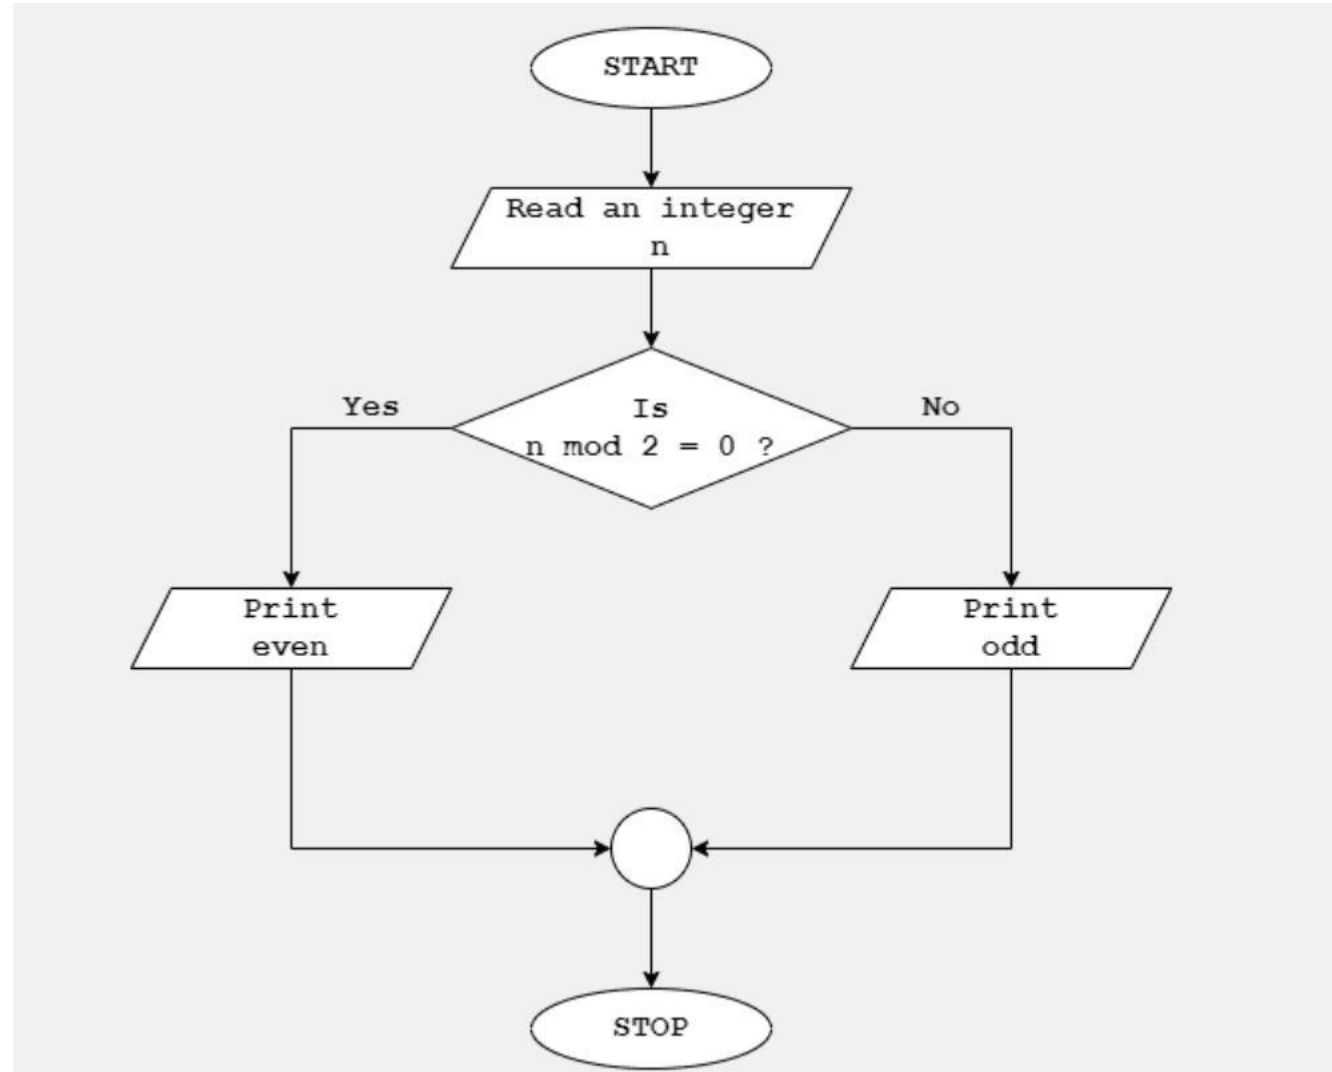 START
Read an integer
n
Is
n mod 2 = 0 ?
Yes
No
Print
even
Print
odd
STOP